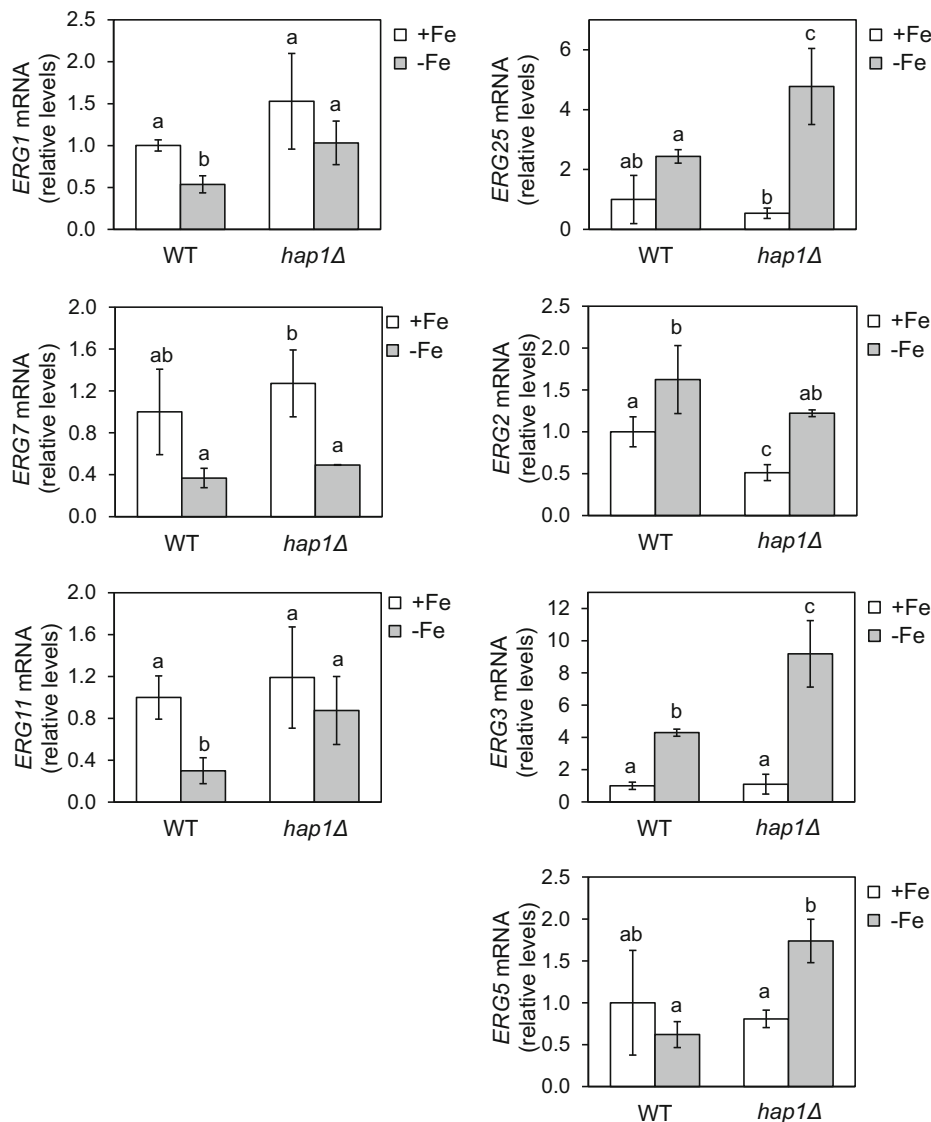 ERG1 mRNA
(relative levels)
2.5
2.0
1.5
1.0
0.5
0.0
a
b
a
a
WT
hap1Δ
+Fe
-Fe
ERG25 mRNA
(relative levels)
6
4
2
0
ab
a
b
c
WT
hap1Δ
+Fe
-Fe
ERG7 mRNA
(relative levels)
2.0
1.6
1.2
0.8
0.4
0.0
ab
a
b
a
WT
hap1Δ
+Fe
-Fe
ERG2 mRNA
(relative levels)
2.5
2.0
1.5
1.0
0.5
0.0
a
b
c
ab
WT
hap1Δ
+Fe
-Fe
ERG11 mRNA
(relative levels)
2.0
1.6
1.2
0.8
0.4
0.0
a
b
a
a
WT
hap1Δ
+Fe
-Fe
ERG3 mRNA
(relative levels)
12
10
8
6
4
2
0
a
b
a
c
WT
hap1Δ
+Fe
-Fe
ERG5 mRNA
(relative levels)
2.5
2.0
1.5
1.0
0.5
0.0
ab
a
a
b
WT
hap1Δ
+Fe
-Fe